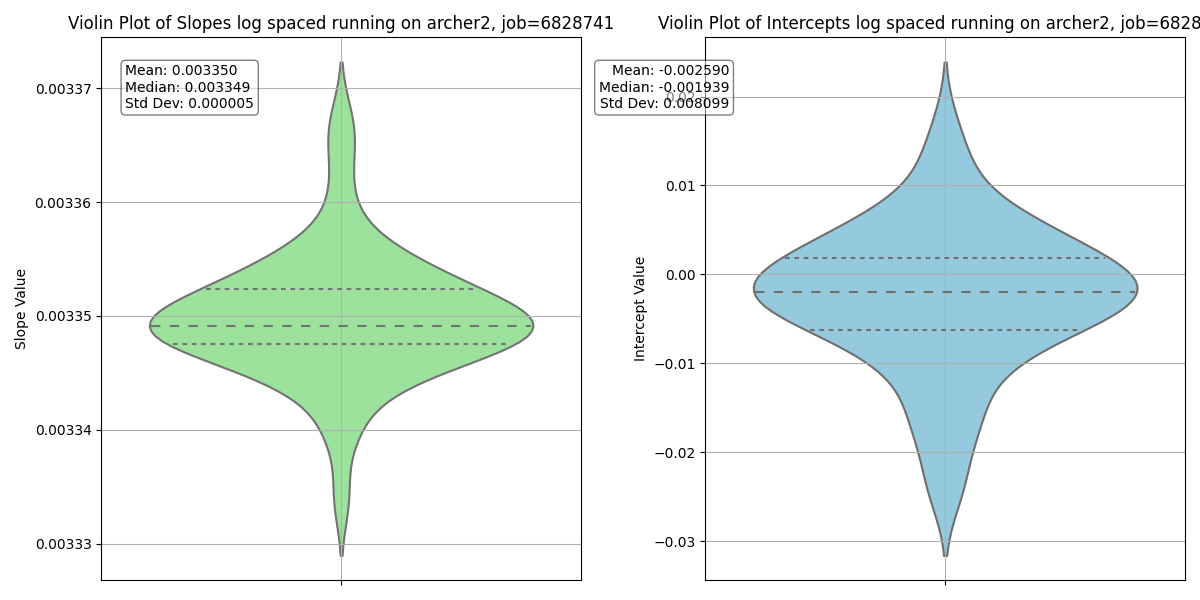 Violin Plot of Slopes log spaced running on archer2, job=6828741
Mean: 0.003350
Median: 0.003349
Std Dev: 0.000005
0.00337
0.00336
0.00335
0.00334
0.00333
Slope Value
Violin Plot of Intercepts log spaced running on archer2, job=6828
Mean: -0.002590
Median: -0.001939
Std Dev: 0.008099
0.02
0.01
0.00
−0.01
−0.02
−0.03
Intercept Value